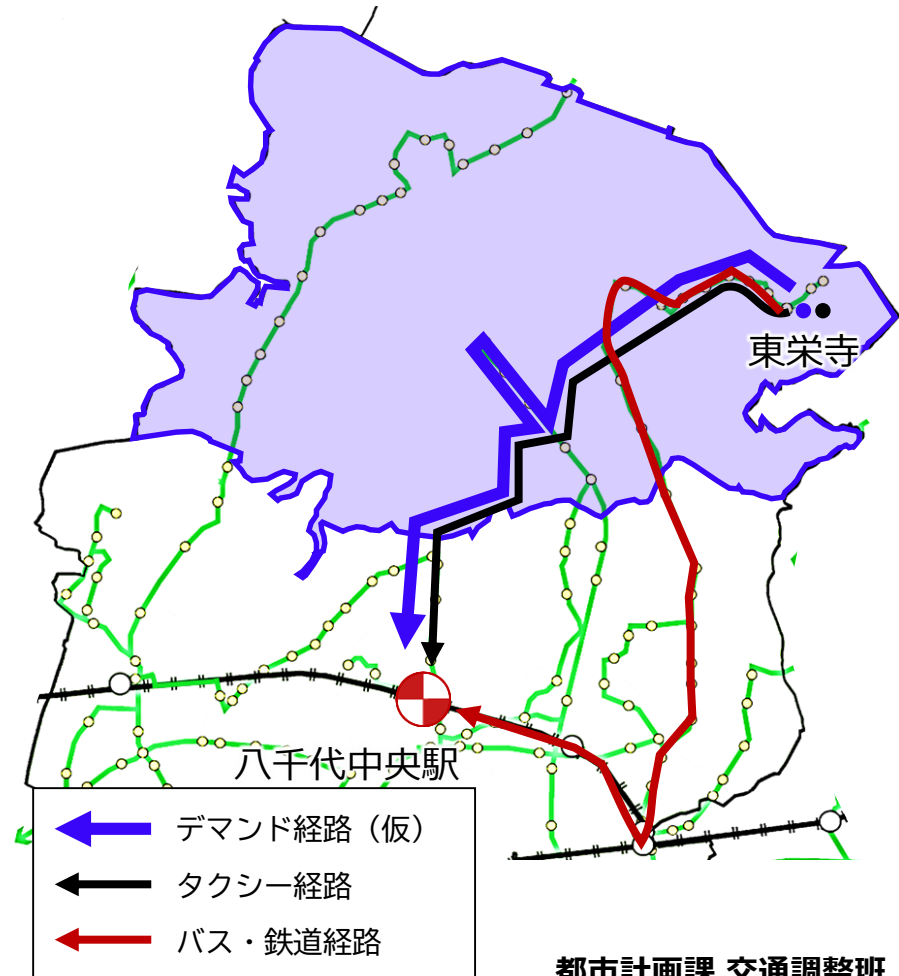 東栄寺
八千代中央駅
デマンド経路（仮）
タクシー経路
バス・鉄道経路
都市計画課 交通調整班